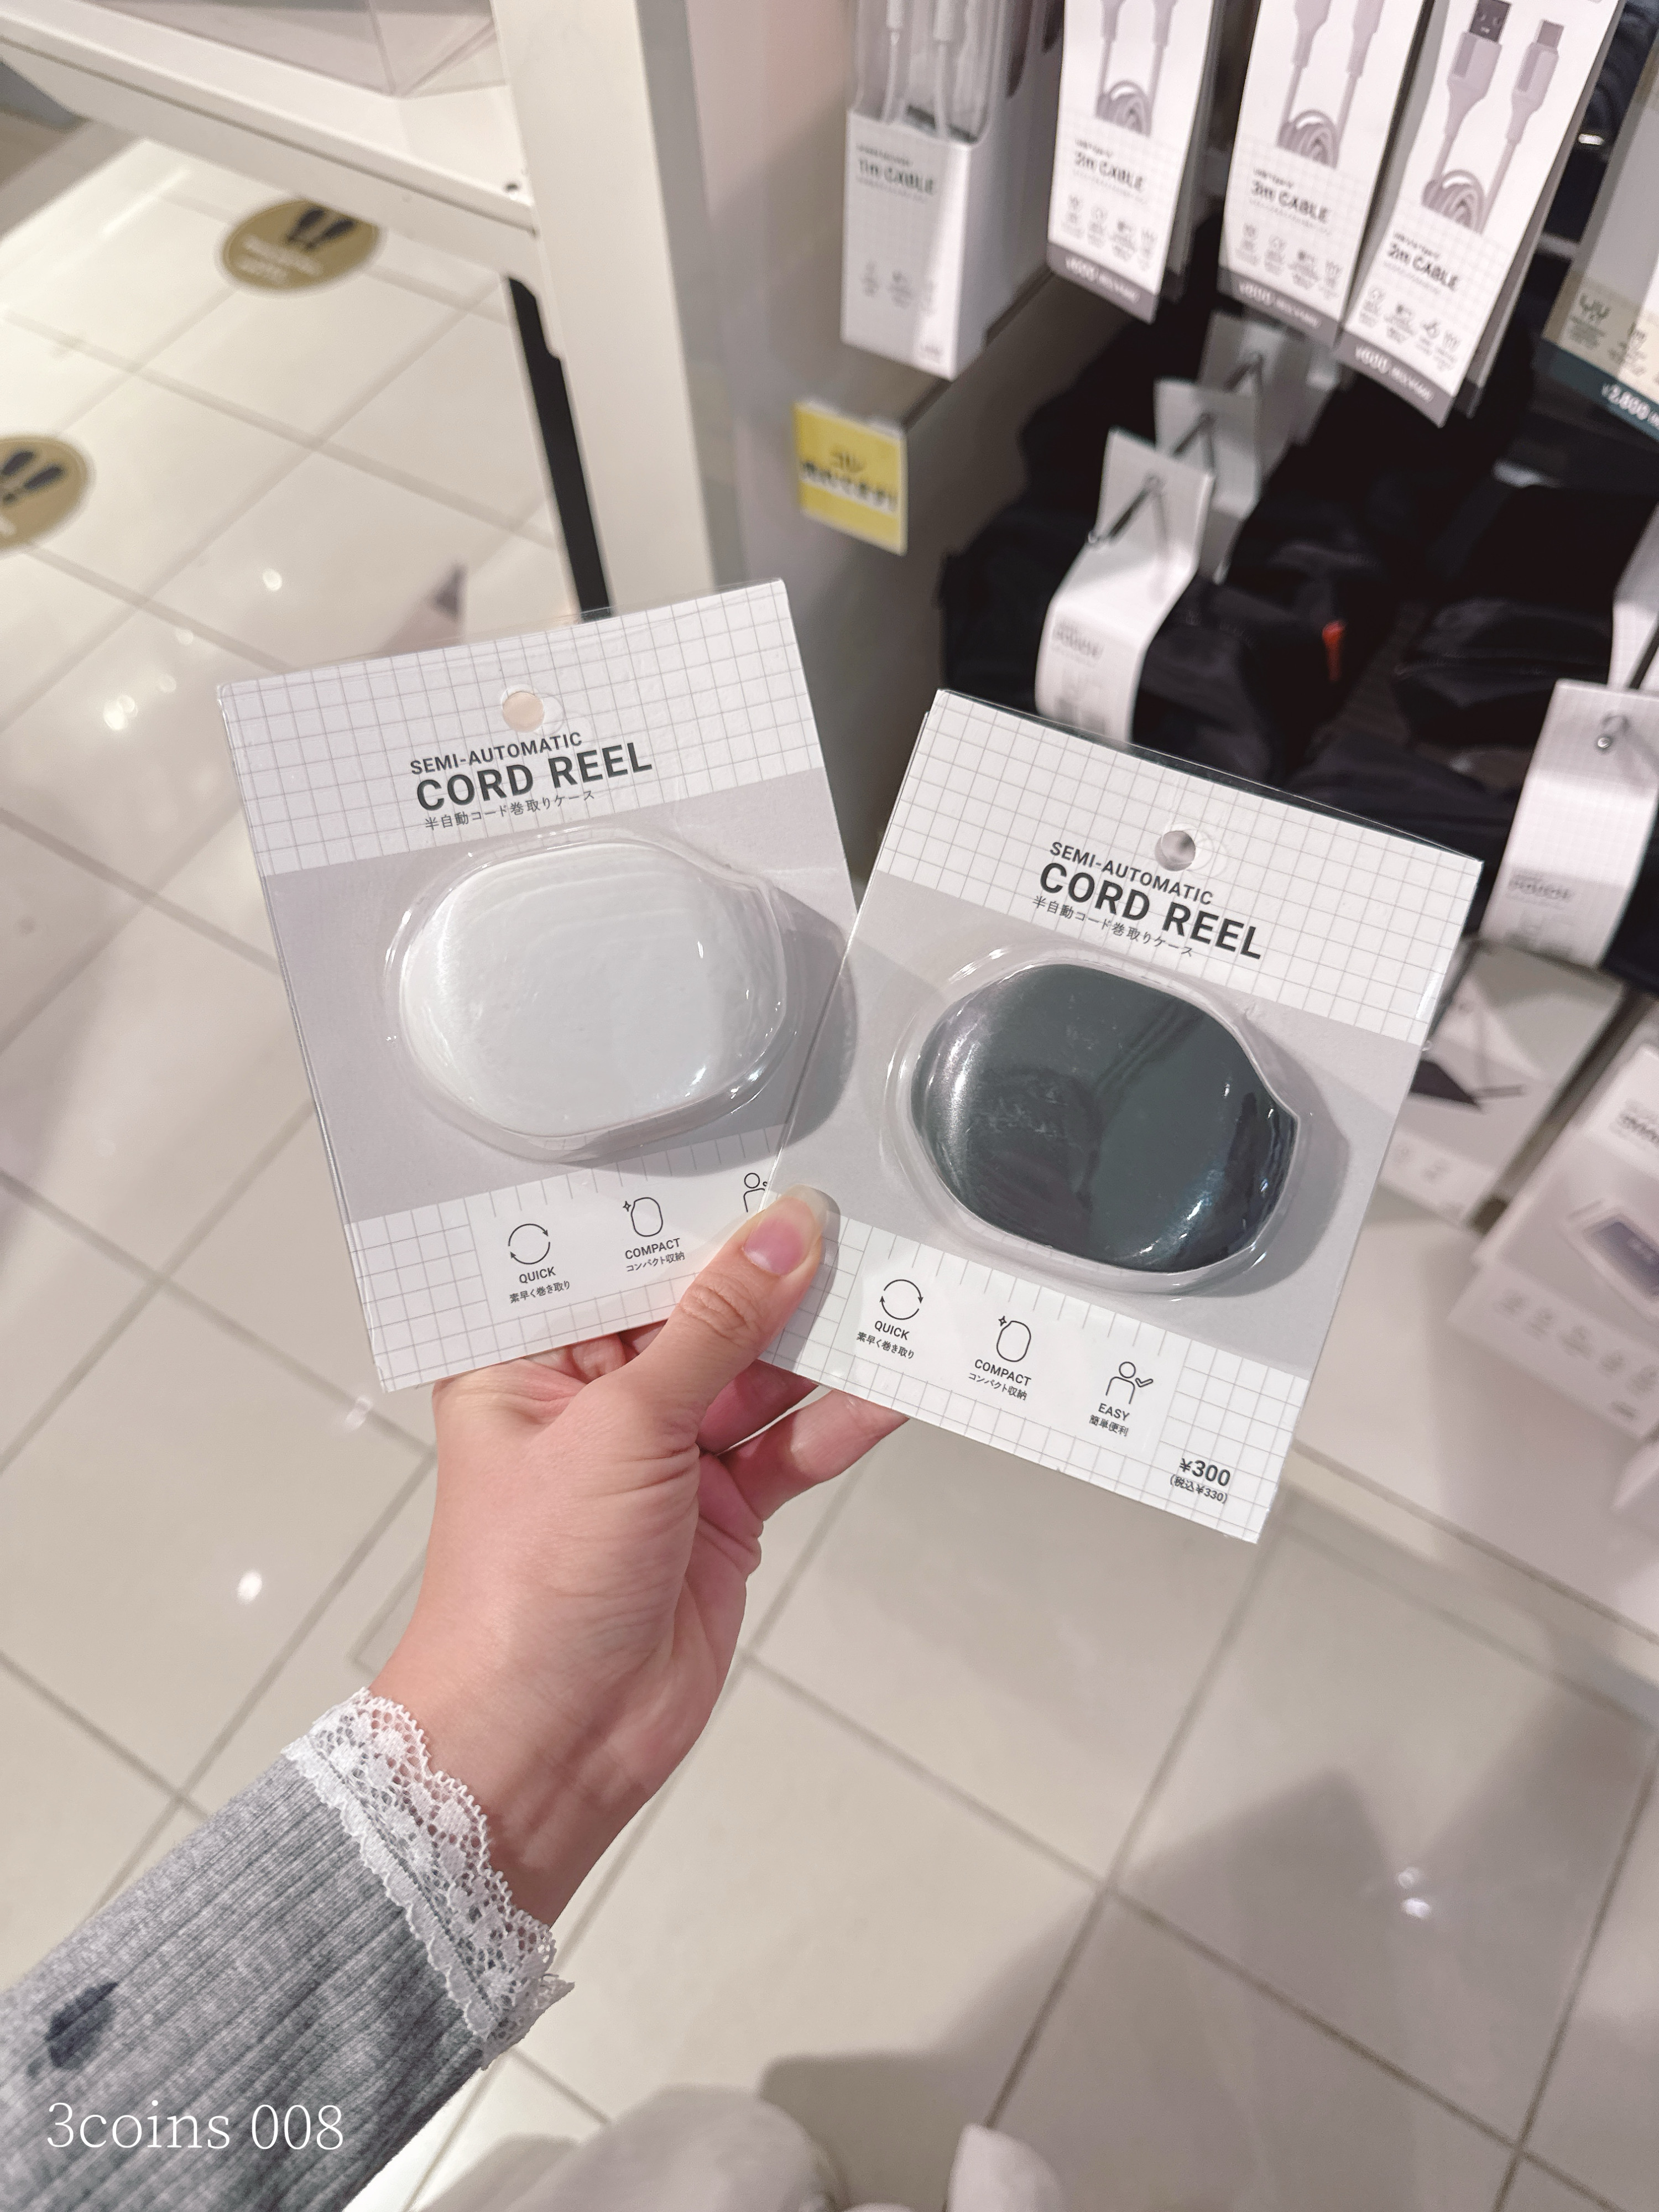 1m CABLE
2m CABLE
3m CABLE
2m CABLE
コレ
SEMI-AUTOMATIC
CORD REEL
半自動コード巻取りケース
QUICK
素早く巻き取り
COMPACT
コンパクト収納
SEMI-AUTOMATIC
CORD REEL
半自動コード巻取りケース
QUICK
素早く巻き取り
COMPACT
コンパクト収納
EASY
簡単便利
¥300
(税込¥330)
3coins 008